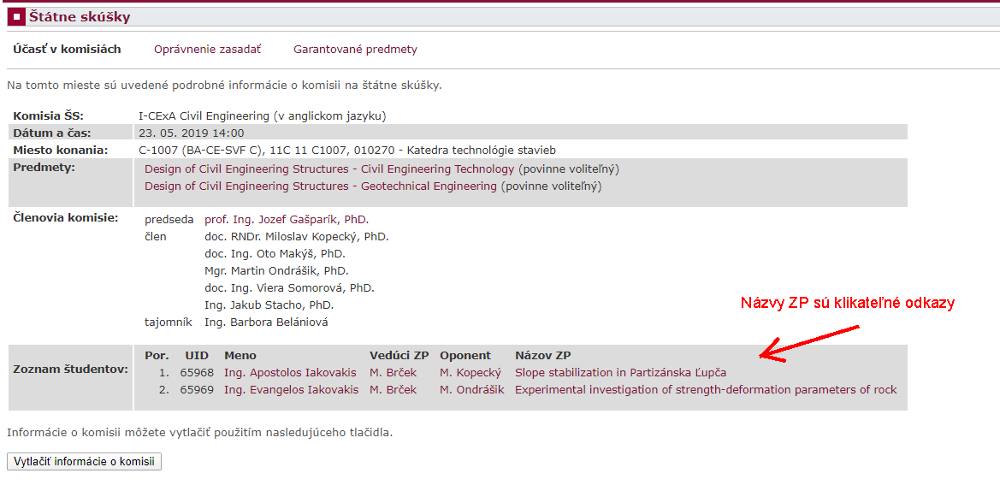 Štátne skúšky
Účasť v komisiách Oprávnenie zasadať Garantované predmety
Na tomto mieste sú uvedené podrobné informácie o komisii na štátne skúšky.
Komisia ŠS: I-CExA Civil Engineering (v anglickom jazyku)
Dátum a čas: 23. 05. 2019 14:00
Miesto konania: C-1007 (BA-CE-SVF C), 11C 11 C1007, 010270 - Katedra technológie stavieb
Predmety: Design of Civil Engineering Structures - Civil Engineering Technology (povinne voliteľný)
Design of Civil Engineering Structures - Geotechnical Engineering (povinne voliteľný)
Členovia komisie: predseda prof. Ing. Jozef Gašparík, PhD.
člen doc. RNDr. Miloslav Kopecký, PhD.
doc. Ing. Oto Makýš, PhD.
Mgr. Martin Ondrášik, PhD.
doc. Ing. Viera Somorová, PhD.
Ing. Jakub Stacho, PhD.
tajomník Ing. Barbora Belániová
Názvy ZP sú klikateľné odkazy
Zoznam študentov: Por. UID Meno Vedúci ZP Oponent Názov ZP
1. 65968 Ing. Apostolos Iakovakis M. Brček M. Kopecký Slope stabilization in Partizánska Ľupča
2. 65969 Ing. Evangelos Iakovakis M. Brček M. Ondrášik Experimental investigation of strength-deformation parameters of rock
Informácie o komisii môžete vytlačiť použitím nasledujúceho tlačidla.
Vytlačiť informácie o komisii